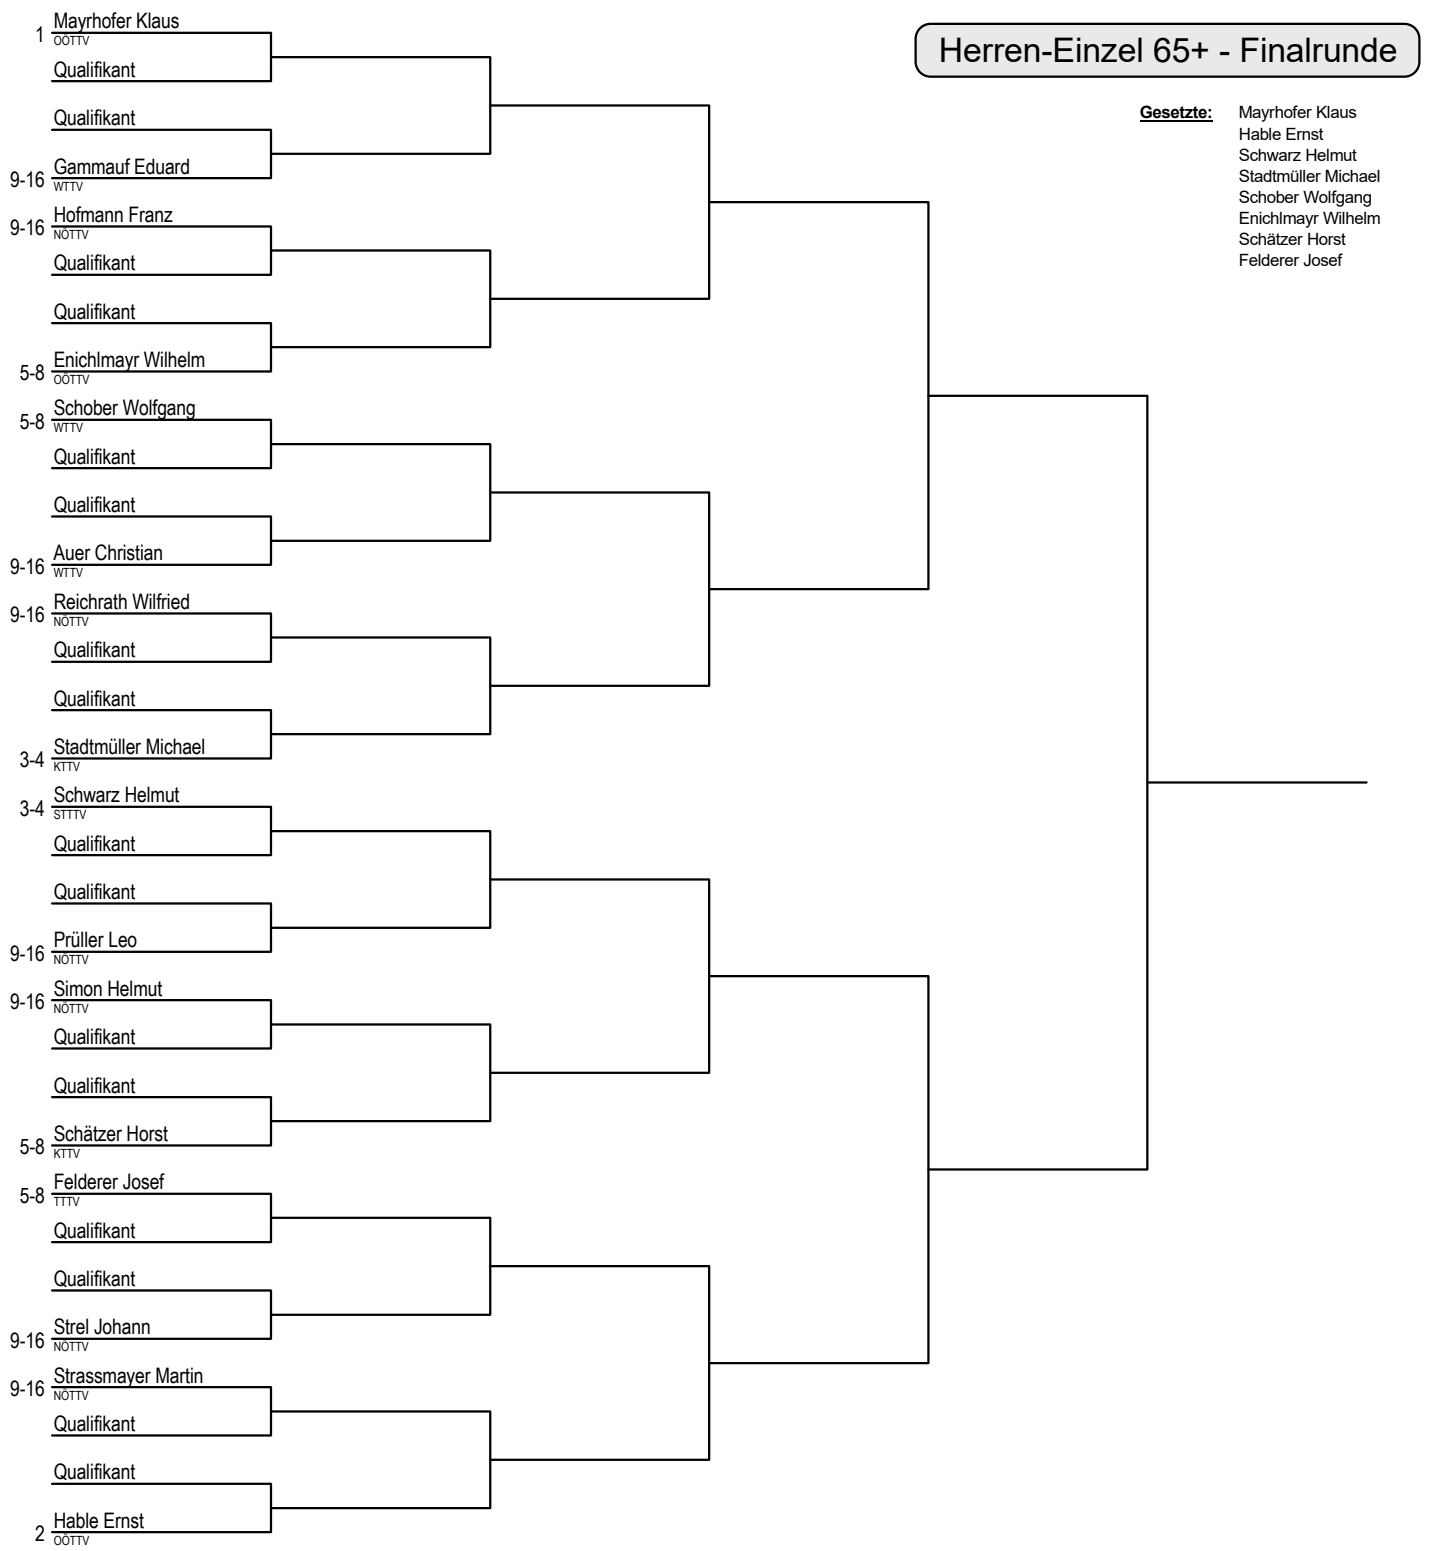 Herren-Einzel 65+ - Finalrunde
Gesetzte: Mayrhofer Klaus
Hable Ernst
Schwarz Helmut
Stadtmüller Michael
Schober Wolfgang
Enichlmayr Wilhelm
Schätzer Horst
Felderer Josef
1 Mayrhofer Klaus
OÖTTV
Qualifikant
Qualifikant
9-16 Gammauf Eduard
WTTV
9-16 Hofmann Franz
NÖTTV
Qualifikant
Qualifikant
5-8 Enichlmayr Wilhelm
OÖTTV
5-8 Schober Wolfgang
WTTV
Qualifikant
Qualifikant
9-16 Auer Christian
WTTV
9-16 Reichrath Wilfried
NÖTTV
Qualifikant
Qualifikant
3-4 Stadtmüller Michael
KTTV
3-4 Schwarz Helmut
STTTV
Qualifikant
Qualifikant
9-16 Prüller Leo
NÖTTV
9-16 Simon Helmut
NÖTTV
Qualifikant
Qualifikant
5-8 Schätzer Horst
KTTV
5-8 Felderer Josef
TTTV
Qualifikant
Qualifikant
9-16 Strel Johann
NÖTTV
9-16 Strassmayer Martin
NÖTTV
Qualifikant
Qualifikant
2 Hable Ernst
OÖTTV